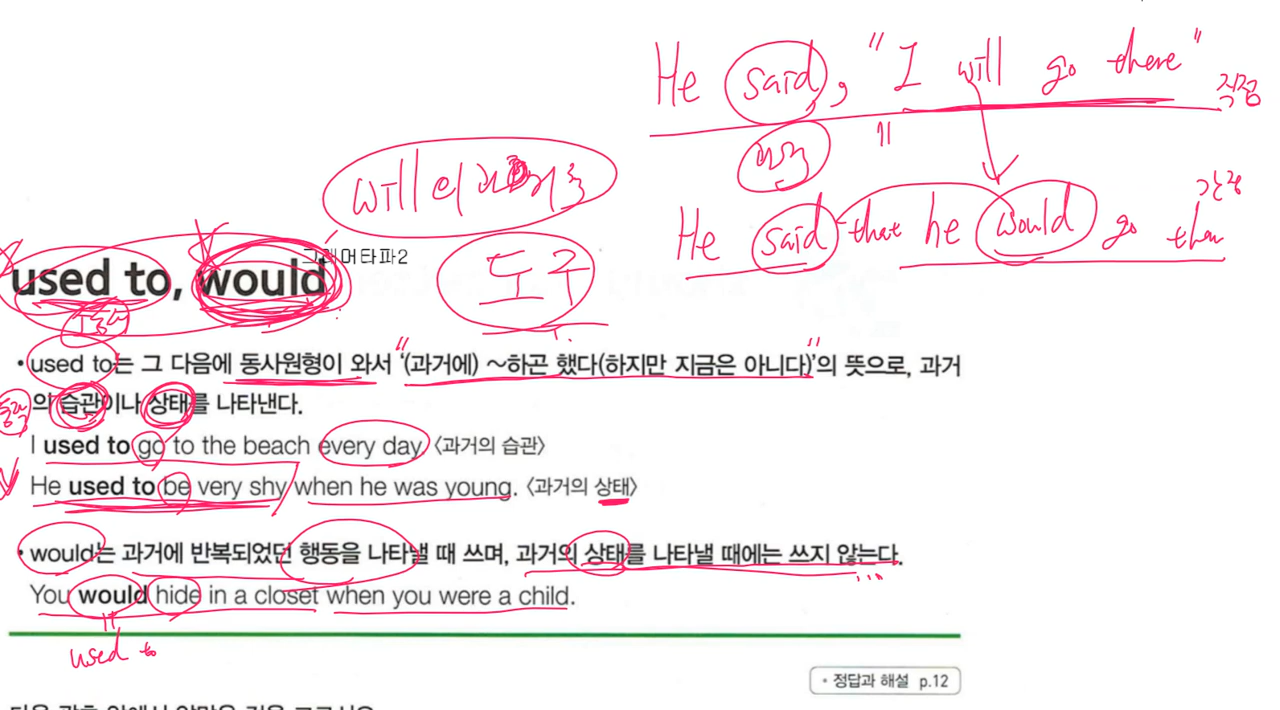 He said, "I will go there" 직접
He said that he would go there 간접
will의 과거형
그래머타파2
used to, would
도구
• used to는 그 다음에 동사원형이 와서 '(과거에) ~하곤 했다(하지만 지금은 아니다)'의 뜻으로, 과거
의 습관이나 상태를 나타낸다.
I used to go to the beach every day 〈과거의 습관〉
He used to be very shy when he was young. 〈과거의 상태〉
• would는 과거에 반복되었던 행동을 나타낼 때 쓰며, 과거의 상태를 나타낼 때에는 쓰지 않는다.
You would hide in a closet when you were a child.
used to
• 정답과 해설 p.12